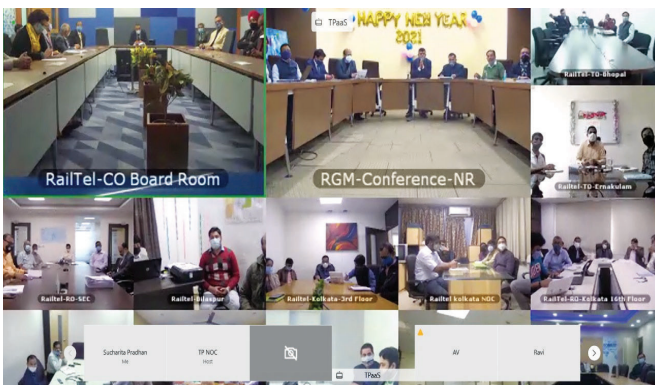 TPaaS
HAPPY NEW YEAR
2021
RailTel-CO Board Room
RGM-Conference-NR
RailTel-TO-Bhopal
Railtel-TO-Ernakulam
Railtel-RO-SEC
Railtel-Bilaspur
Railtel-Kolkata-3rd Floor
Railtel kolkata NOC
Railtel-RO-Kolkata 16th Floor
Sucharita Pradhan
Me
TP NOC
Host
TPaaS
AV
Ravi